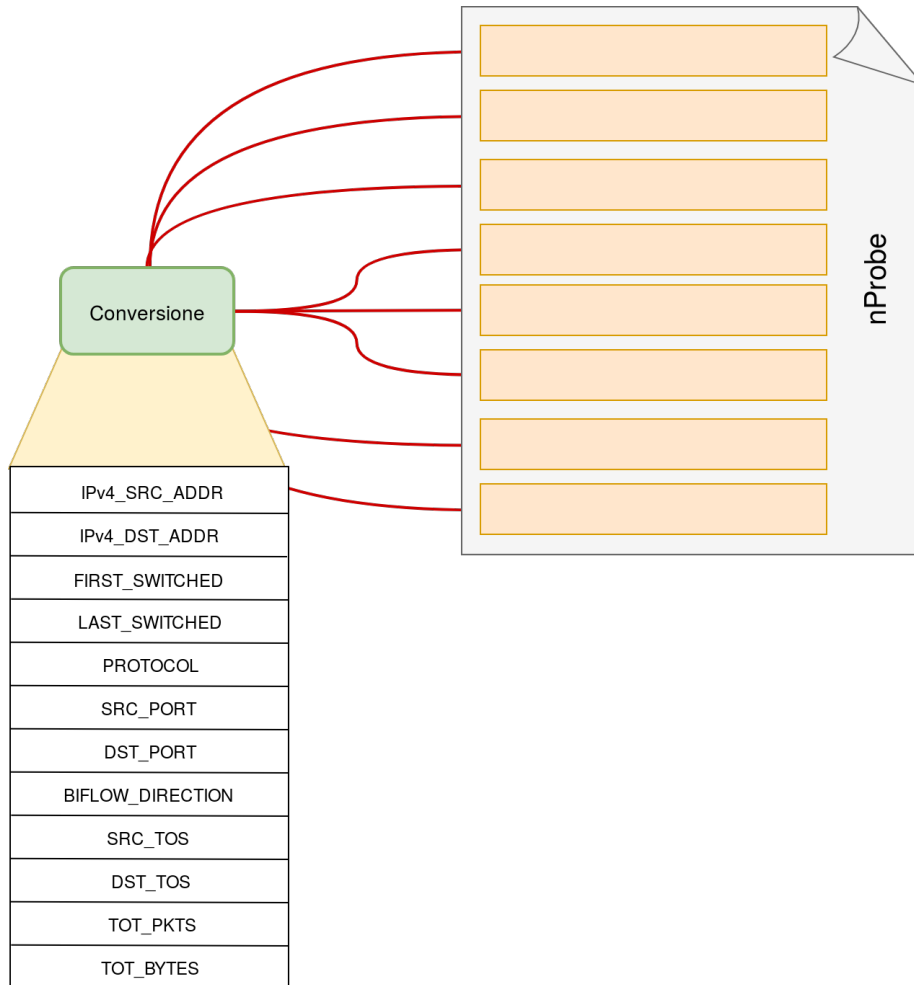 nProbe
Conversione
IPv4_SRC_ADDR
IPv4_DST_ADDR
FIRST_SWITCHED
LAST_SWITCHED
PROTOCOL
SRC_PORT
DST_PORT
BIFLOW_DIRECTION
SRC_TOS
DST_TOS
TOT_PKTS
TOT_BYTES